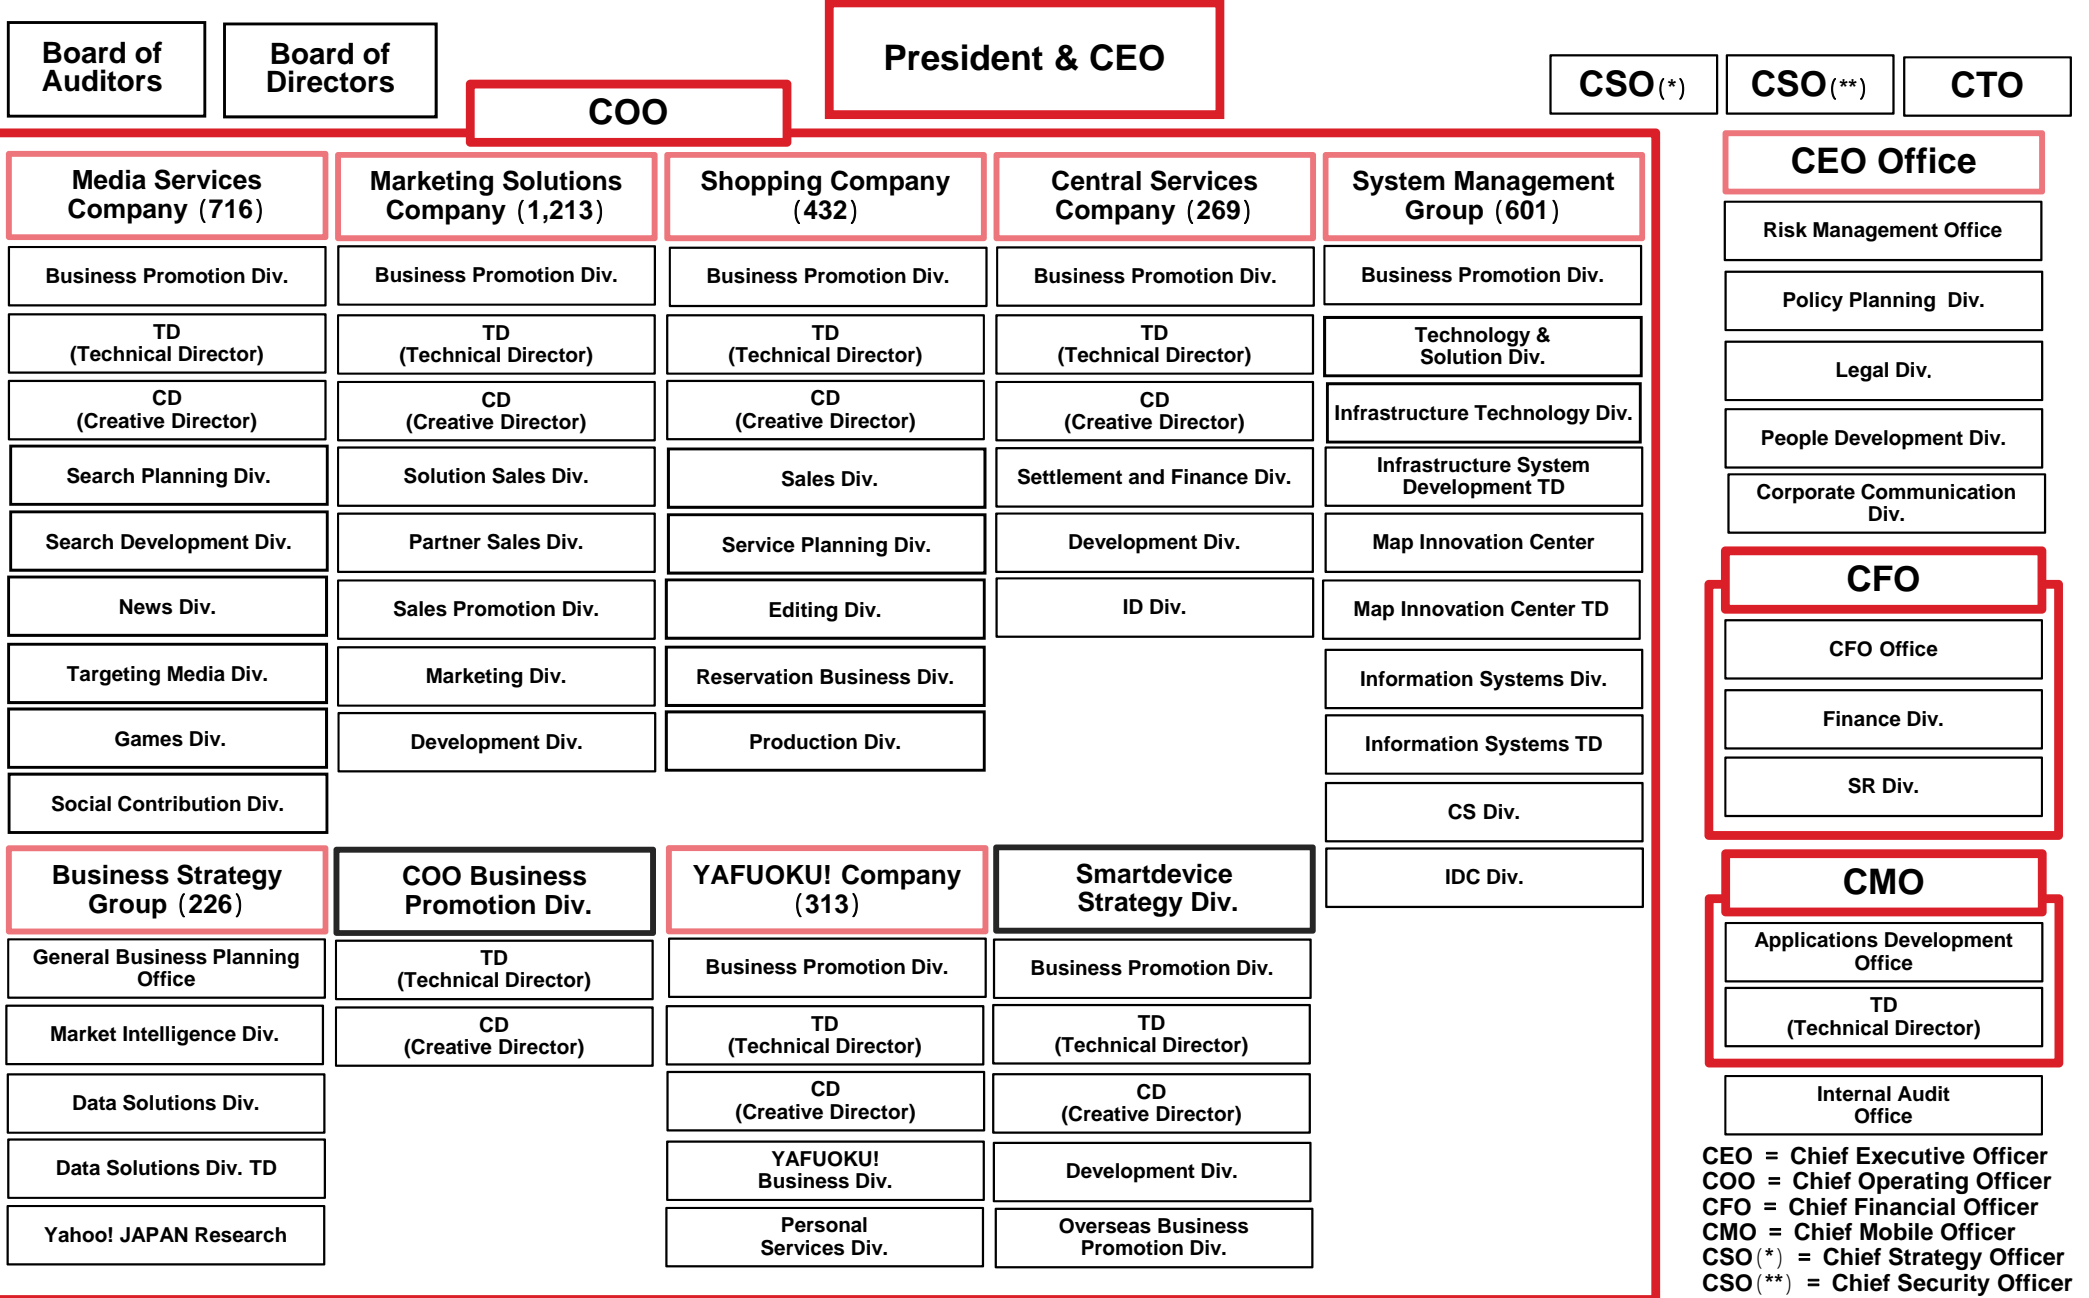 Board of
Auditors
Board of
Directors
President & CEO
COO
CSO(*)
CSO(**)
CTO
Media Services
Company (716)
Business Promotion Div.
TD
(Technical Director)
CD
(Creative Director)
Search Planning Div.
Search Development Div.
News Div.
Targeting Media Div.
Games Div.
Social Contribution Div.
Marketing Solutions
Company (1,213)
Business Promotion Div.
TD
(Technical Director)
CD
(Creative Director)
Solution Sales Div.
Partner Sales Div.
Sales Promotion Div.
Marketing Div.
Development Div.
Shopping Company
(432)
Business Promotion Div.
TD
(Technical Director)
CD
(Creative Director)
Sales Div.
Service Planning Div.
Editing Div.
Reservation Business Div.
Production Div.
Central Services
Company (269)
Business Promotion Div.
TD
(Technical Director)
CD
(Creative Director)
Settlement and Finance Div.
Development Div.
ID Div.
System Management
Group (601)
Business Promotion Div.
Technology &
Solution Div.
Infrastructure Technology Div.
Infrastructure System
Development TD
Map Innovation Center
Map Innovation Center TD
Information Systems Div.
Information Systems TD
CS Div.
IDC Div.
Business Strategy
Group (226)
General Business Planning
Office
Market Intelligence Div.
Data Solutions Div.
Data Solutions Div. TD
Yahoo! JAPAN Research
COO Business
Promotion Div.
TD
(Technical Director)
CD
(Creative Director)
YAFUOKU! Company
(313)
Business Promotion Div.
TD
(Technical Director)
CD
(Creative Director)
YAFUOKU!
Business Div.
Personal
Services Div.
Smartdevice
Strategy Div.
Business Promotion Div.
TD
(Technical Director)
CD
(Creative Director)
Development Div.
Overseas Business
Promotion Div.
CEO Office
Risk Management Office
Policy Planning Div.
Legal Div.
People Development Div.
Corporate Communication
Div.
CFO
CFO Office
Finance Div.
SR Div.
CMO
Applications Development
Office
TD
(Technical Director)
Internal Audit
Office
CEO = Chief Executive Officer
COO = Chief Operating Officer
CFO = Chief Financial Officer
CMO = Chief Mobile Officer
CSO(*) = Chief Strategy Officer
CSO(**) = Chief Security Officer